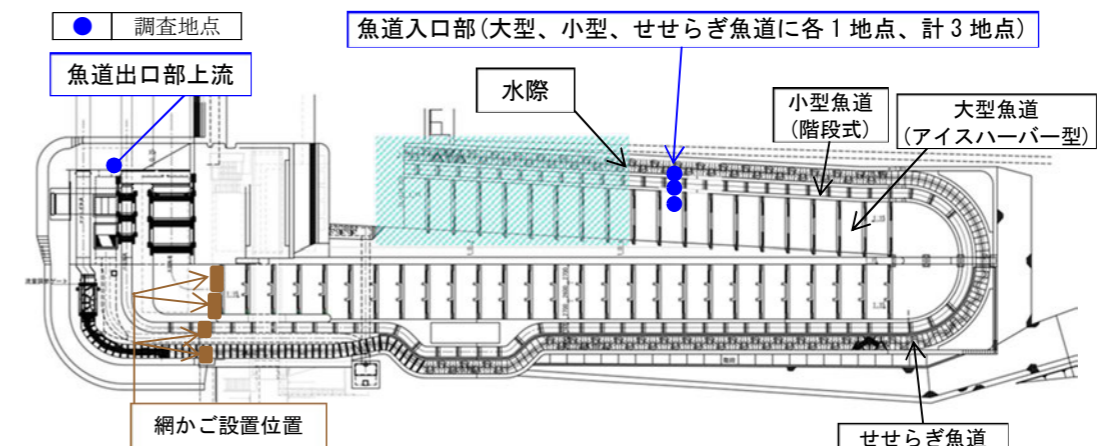 調査地点
魚道入口部(大型、小型、せせらぎ魚道に各1地点、計3地点)
魚道出口部上流
水際
小型魚道
(階段式)
大型魚道
(アイスハーバー型)
網かご設置位置
せせらぎ魚道